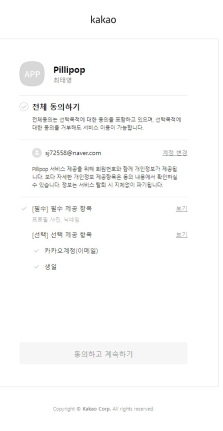 kakao
APP
Pillipop
전체 동의하기
전체동의는 선택목적에 대한 동의를 포함하고 있으며, 선택목적에
대한 동의를 거부해도 서비스 이용이 가능합니다.
sj72558@naver.com 계정 변경
Pillipop 서비스 제공을 위해 회원번호와 함께 개인정보가 제공됩
니다. 보다 자세한 개인정보 제공항목은 동의 내용에서 확인하실
수 있습니다. 정보는 서비스 탈퇴 시 지체없이 파기됩니다.
[필수] 필수 제공 항목 보기
프로필 사진, 닉네임
[선택] 선택 제공 항목 보기
카카오계정(이메일)
생일
동의하고 계속하기
Copyright © Kakao Corp. All rights reserved.